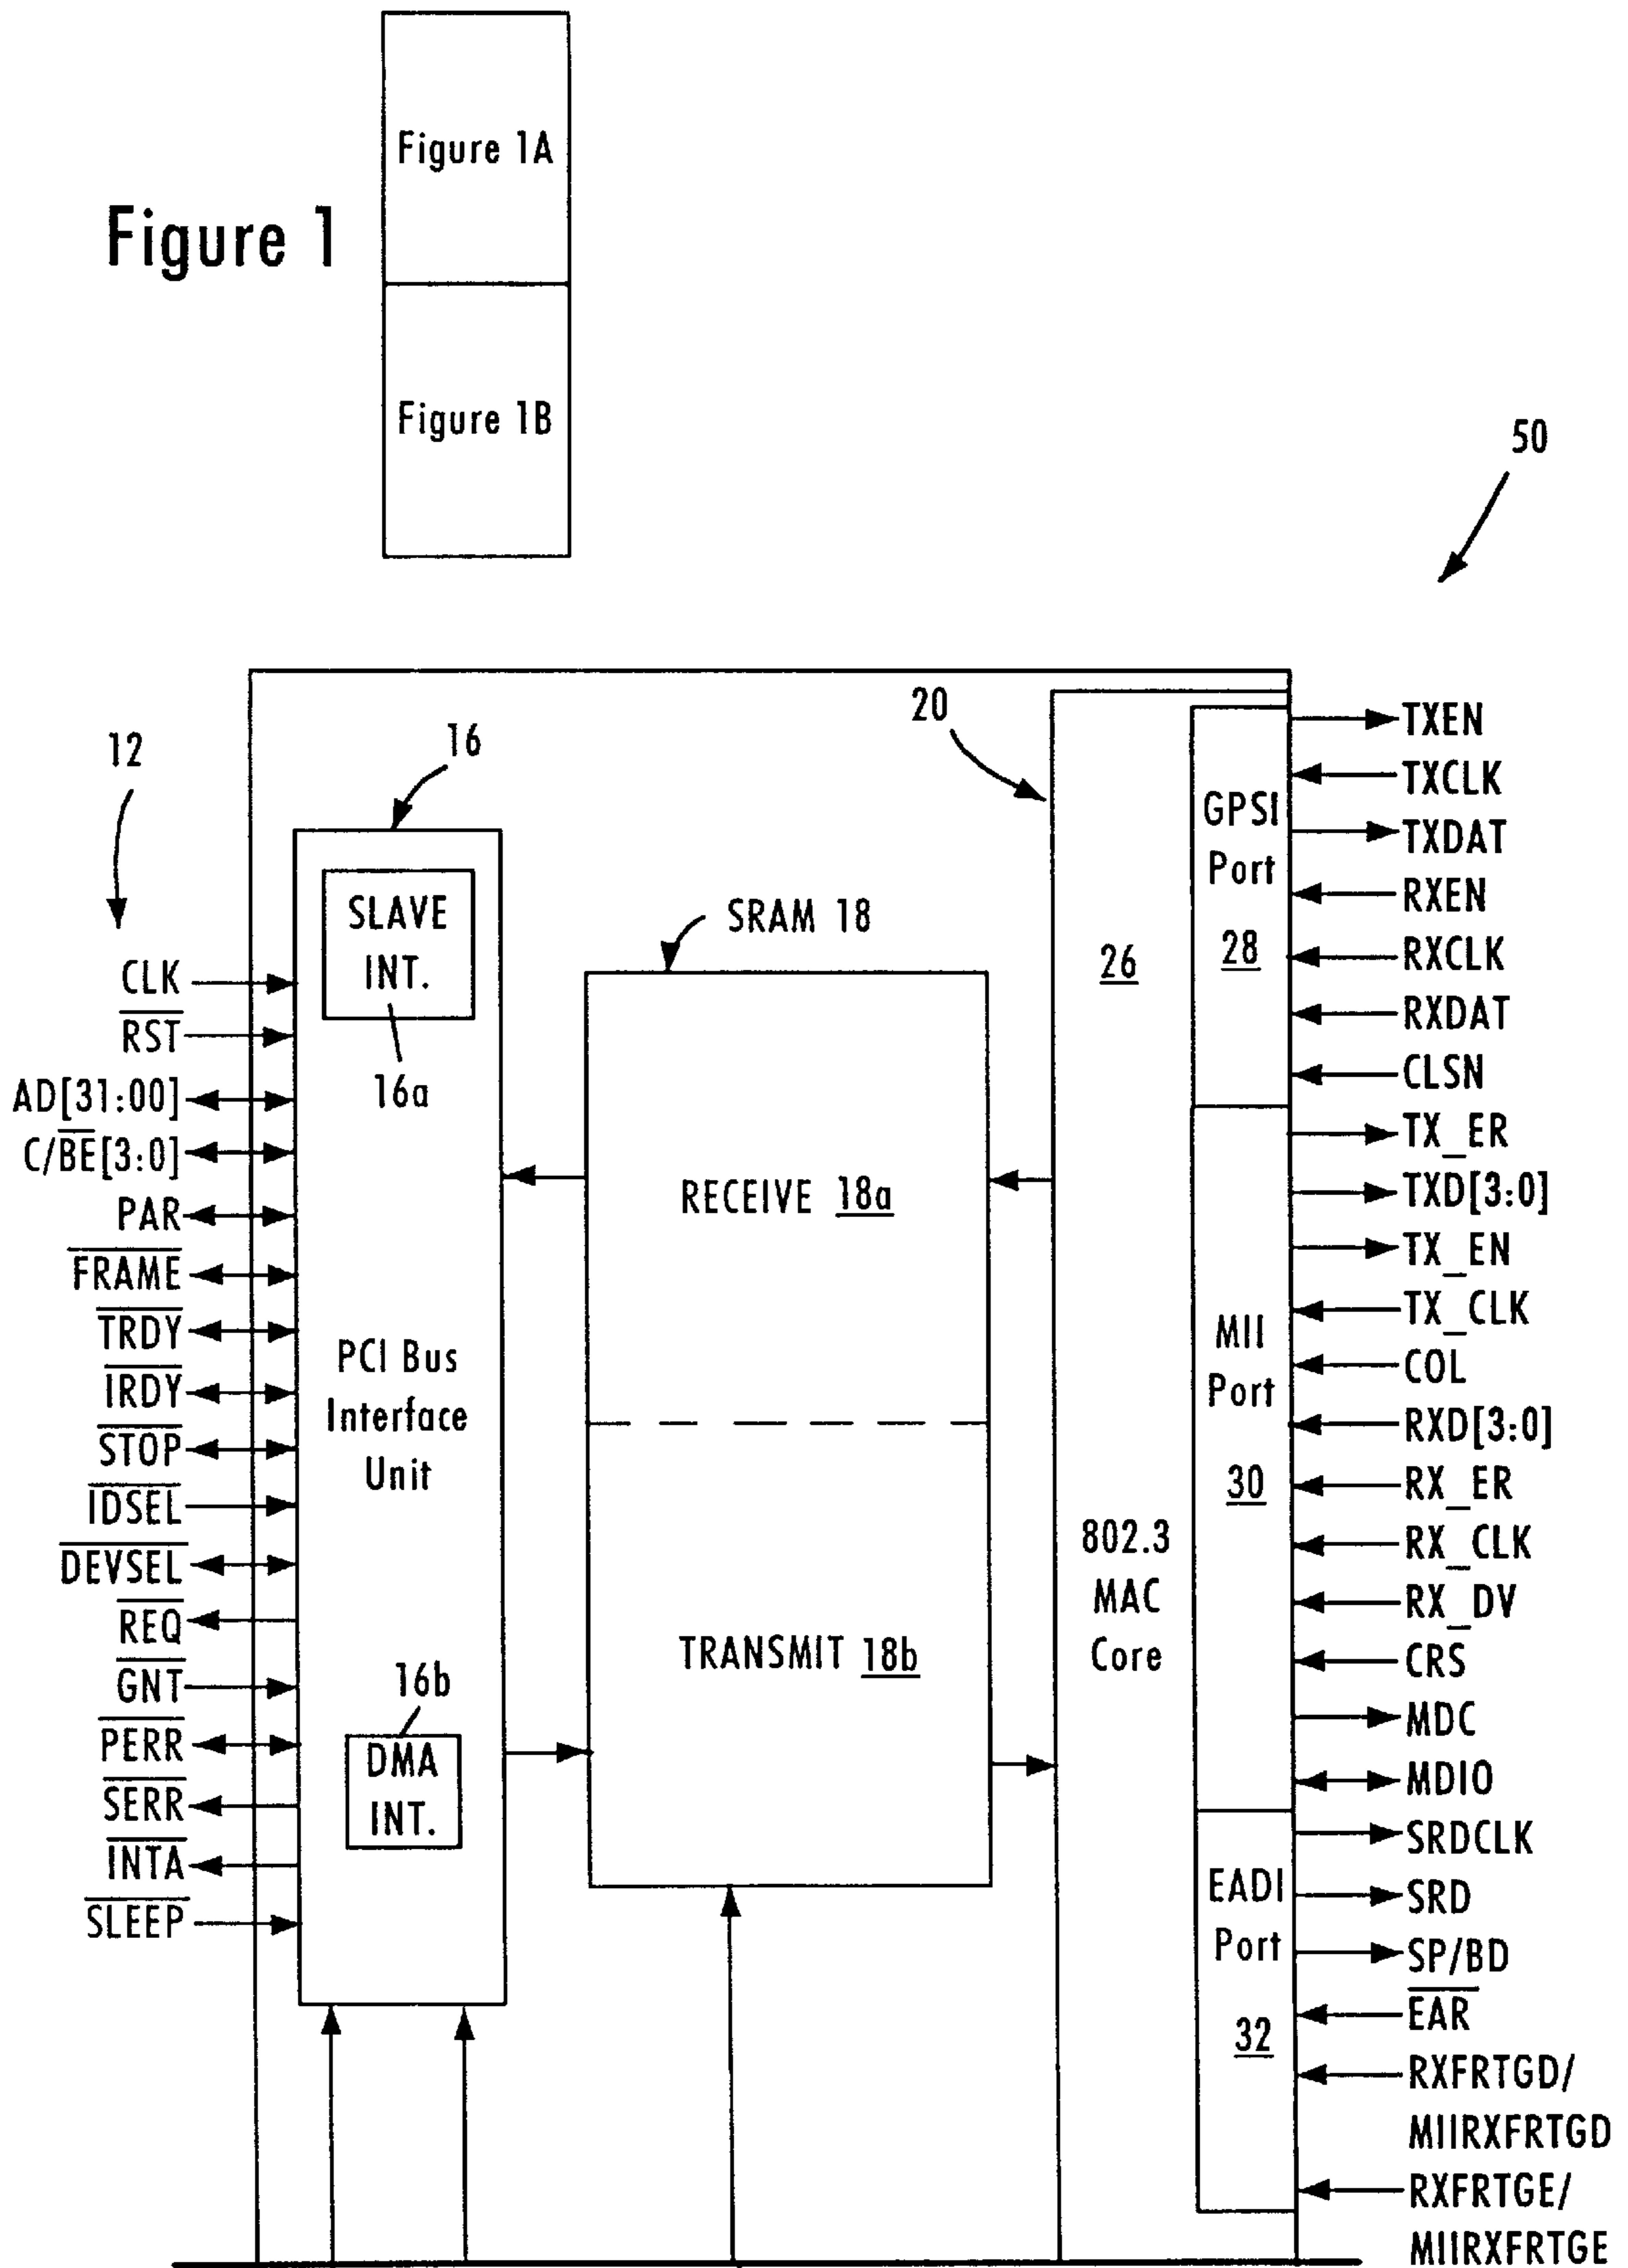 Figure 1
Figure 1A
Figure 1B
50
12
16
20
SLAVE
INT.
16a
SRAM 18
26
GPSI
Port
28
CLK
RST
AD[31:00]
C/BE[3:0]
PAR
FRAME
TRDY
IRDY
STOP
IDSEL
DEVSEL
REQ
GNT
PERR
SERR
INTA
SLEEP
PCI Bus
Interface
Unit
16b
DMA
INT.
RECEIVE 18a
TRANSMIT 18b
802.3
MAC
Core
MII
Port
30
EADI
Port
32
TXEN
TXCLK
TXDAT
RXEN
RXCLK
RXDAT
CLSN
TX_ER
TXD[3:0]
TX_EN
TX_CLK
COL
RXD[3:0]
RX_ER
RX_CLK
RX_DV
CRS
MDC
MDIO
SRDCLK
SRD
SP/BD
EAR
RXFRTGD/
MIIRXFRTGD
RXFRTGE/
MIIRXFRTGE